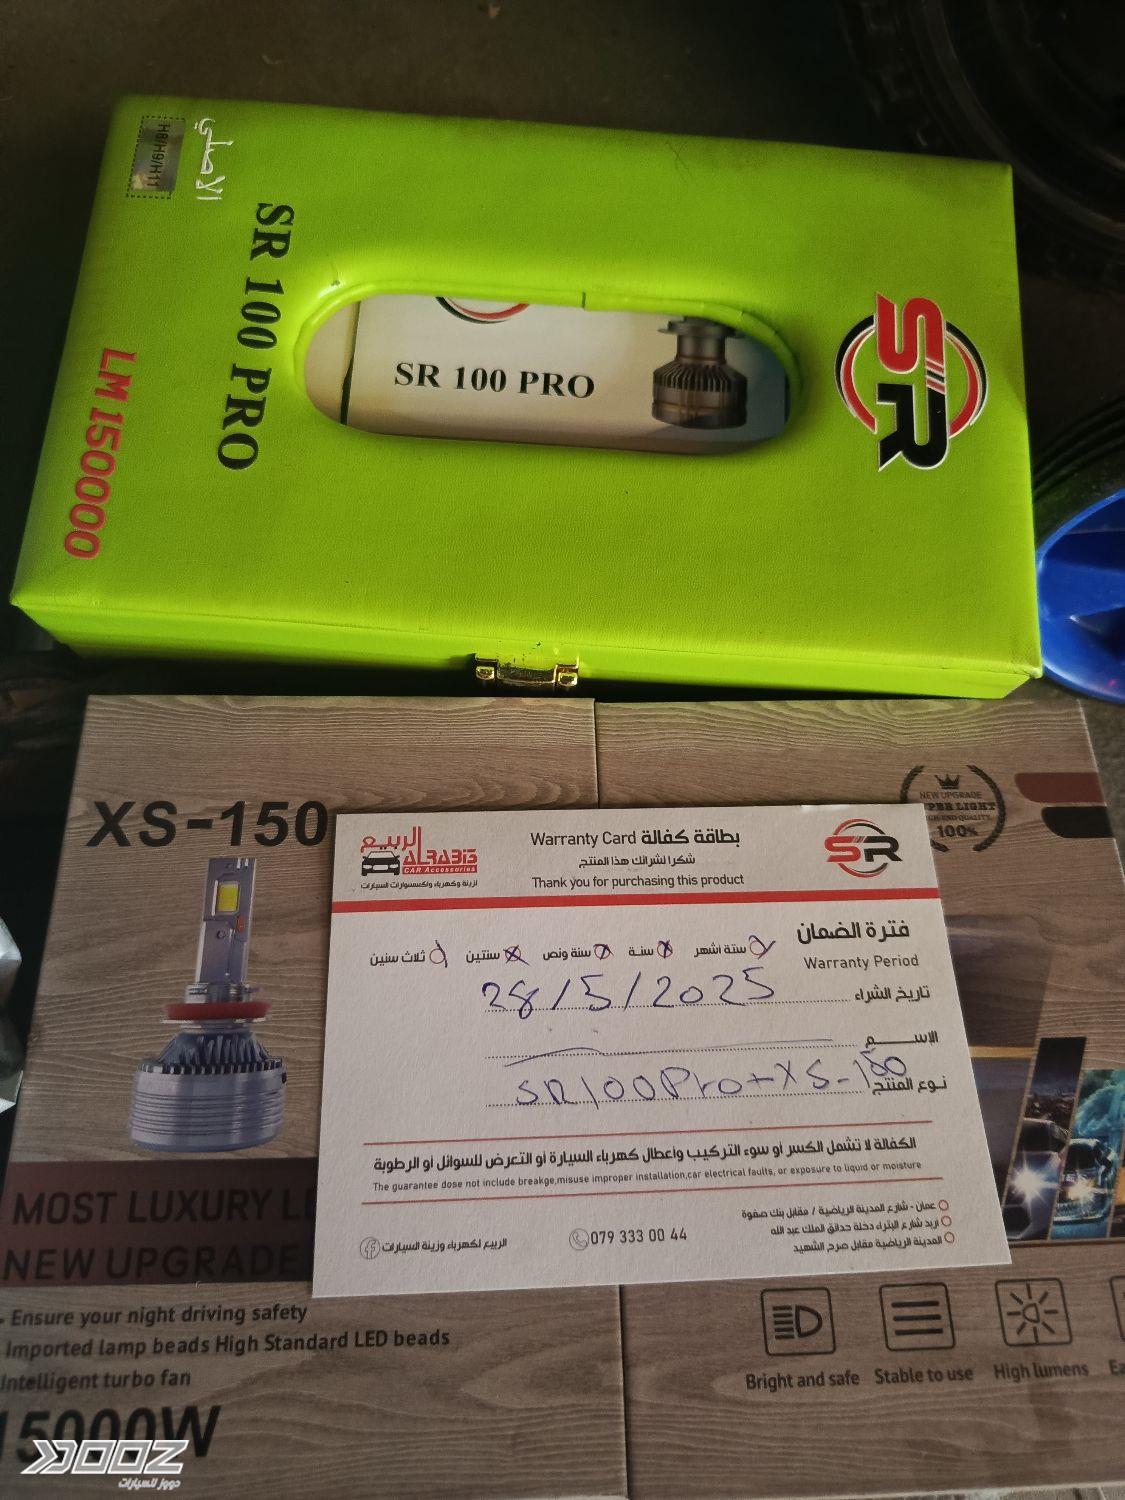 H8/H9/H11
الاصلي
SR 100 PRO
LM 150000
SR 100 PRO
SR
XS-150
NEW UPGRADE
PER LIGHT
100%
الربيع
ALRABIE
CAR Accessories
لزينة وكهرباء واكسسوارات السيارات
Warranty Card بطاقة كفالة
شكرا لشرائك هذا المنتج
Thank you for purchasing this product
SR
فترة الضمان
Warranty Period
ستة اشهر سنة سنة ونص سنتين ثلاث سنين
تاريخ الشراء 28/5/2025
الاســـم
نوع المنتج SR100Pro+XS-150
الكفالة لا تشمل الكسر أو سوء التركيب وأعطال كهرباء السيارة أو التعرض للسوائل أو الرطوبة
The guarantee dose not include breakge,misuse improper installation,car electrical faults, or exposure to liquid or moisture
عمان - شارع المدينة الرياضية / مقابل بنك صفوة
اربد شارع البتراء دخلة حدائق الملك عبد الله
المدينة الرياضية مقابل صرح الشهيد
079 333 00 44
الربيع لكهرباء وزينة السيارات
MOST LUXURY
NEW UPGRADE
- Ensure your night driving safety
Imported lamp beads High Standard LED beads
Intelligent turbo fan
15000W
Bright and safe
Stable to use
High lumens
DOOZ
دووز للسيارات